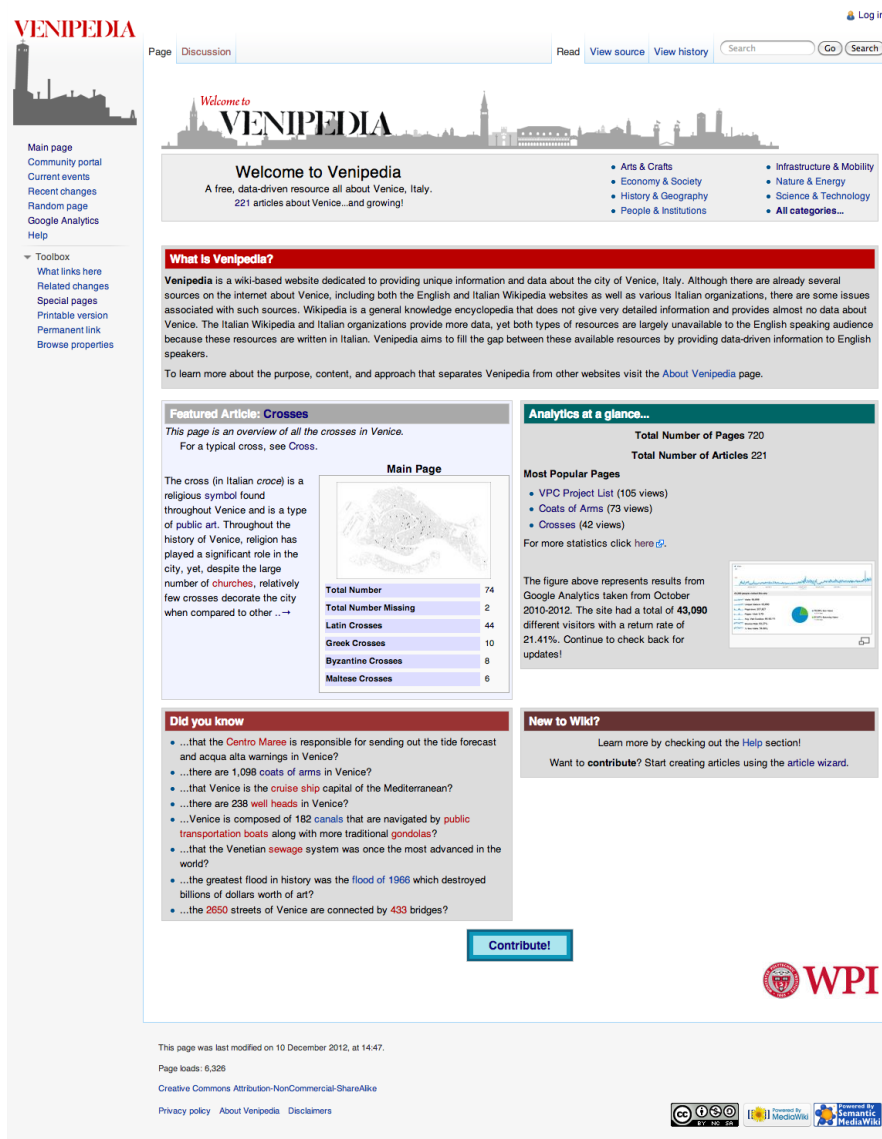 VENIPEDIA
Log in
Page
Discussion
Read
View source
View history
Search
Go
Search
Welcome to
VENIPEDIA
Main page
Community portal
Current events
Recent changes
Random page
Google Analytics
Help
Toolbox
What links here
Related changes
Special pages
Printable version
Permanent link
Browse properties
Welcome to Venipedia
A free, data-driven resource all about Venice, Italy.
221 articles about Venice...and growing!
Arts & Crafts
Economy & Society
History & Geography
People & Institutions
Infrastructure & Mobility
Nature & Energy
Science & Technology
All categories...
What is Venipedia?
Venipedia is a wiki-based website dedicated to providing unique information and data about the city of Venice, Italy. Although there are already several
sources on the internet about Venice, including both the English and Italian Wikipedia websites as well as various Italian organizations, there are some issues
associated with such sources. Wikipedia is a general knowledge encyclopedia that does not give very detailed information and provides almost no data about
Venice. The Italian Wikipedia and Italian organizations provide more data, yet both types of resources are largely unavailable to the English speaking audience
because these resources are written in Italian. Venipedia aims to fill the gap between these available resources by providing data-driven information to English
speakers.
To learn more about the purpose, content, and approach that separates Venipedia from other websites visit the About Venipedia page.
Featured Article: Crosses
This page is an overview of all the crosses in Venice.
For a typical cross, see Cross.
The cross (in Italian croce) is a
religious symbol found
throughout Venice and is a type
of public art. Throughout the
history of Venice, religion has
played a significant role in the
city, yet, despite the large
number of churches, relatively
few crosses decorate the city
when compared to other ..→
Main Page
Total Number 74
Total Number Missing 2
Latin Crosses 44
Greek Crosses 10
Byzantine Crosses 8
Maltese Crosses 6
Analytics at a glance...
Total Number of Pages 720
Total Number of Articles 221
Most Popular Pages
VPC Project List (105 views)
Coats of Arms (73 views)
Crosses (42 views)
For more statistics click here.
The figure above represents results from
Google Analytics taken from October
2010-2012. The site had a total of 43,090
different visitors with a return rate of
21.41%. Continue to check back for
updates!
Did you know
...that the Centro Maree is responsible for sending out the tide forecast
and acqua alta warnings in Venice?
...there are 1,098 coats of arms in Venice?
...that Venice is the cruise ship capital of the Mediterranean?
...there are 238 well heads in Venice?
...Venice is composed of 182 canals that are navigated by public
transportation boats along with more traditional gondolas?
...that the Venetian sewage system was once the most advanced in the
world?
...the greatest flood in history was the flood of 1966 which destroyed
billions of dollars worth of art?
...the 2650 streets of Venice are connected by 433 bridges?
New to Wiki?
Learn more by checking out the Help section!
Want to contribute? Start creating articles using the article wizard.
Contribute!
WPI
This page was last modified on 10 December 2012, at 14:47.
Page loads: 6,326
Creative Commons Attribution-NonCommercial-ShareAlike
Privacy policy About Venipedia Disclaimers
cc BY NC SA
Powered By MediaWiki
Powered By Semantic MediaWiki